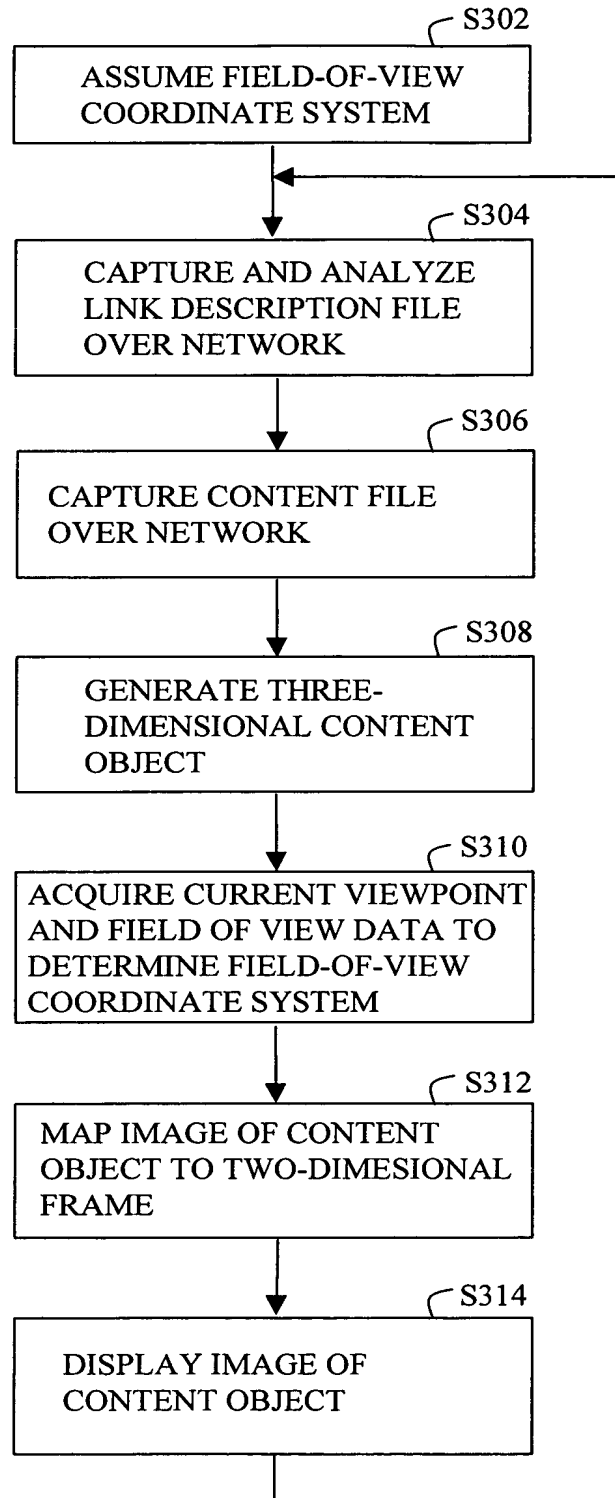 S302
ASSUME FIELD-OF-VIEW
COORDINATE SYSTEM
S304
CAPTURE AND ANALYZE
LINK DESCRIPTION FILE
OVER NETWORK
S306
CAPTURE CONTENT FILE
OVER NETWORK
S308
GENERATE THREE-
DIMENSIONAL CONTENT
OBJECT
S310
ACQUIRE CURRENT VIEWPOINT
AND FIELD OF VIEW DATA TO
DETERMINE FIELD-OF-VIEW
COORDINATE SYSTEM
S312
MAP IMAGE OF CONTENT
OBJECT TO TWO-DIMESIONAL
FRAME
S314
DISPLAY IMAGE OF
CONTENT OBJECT